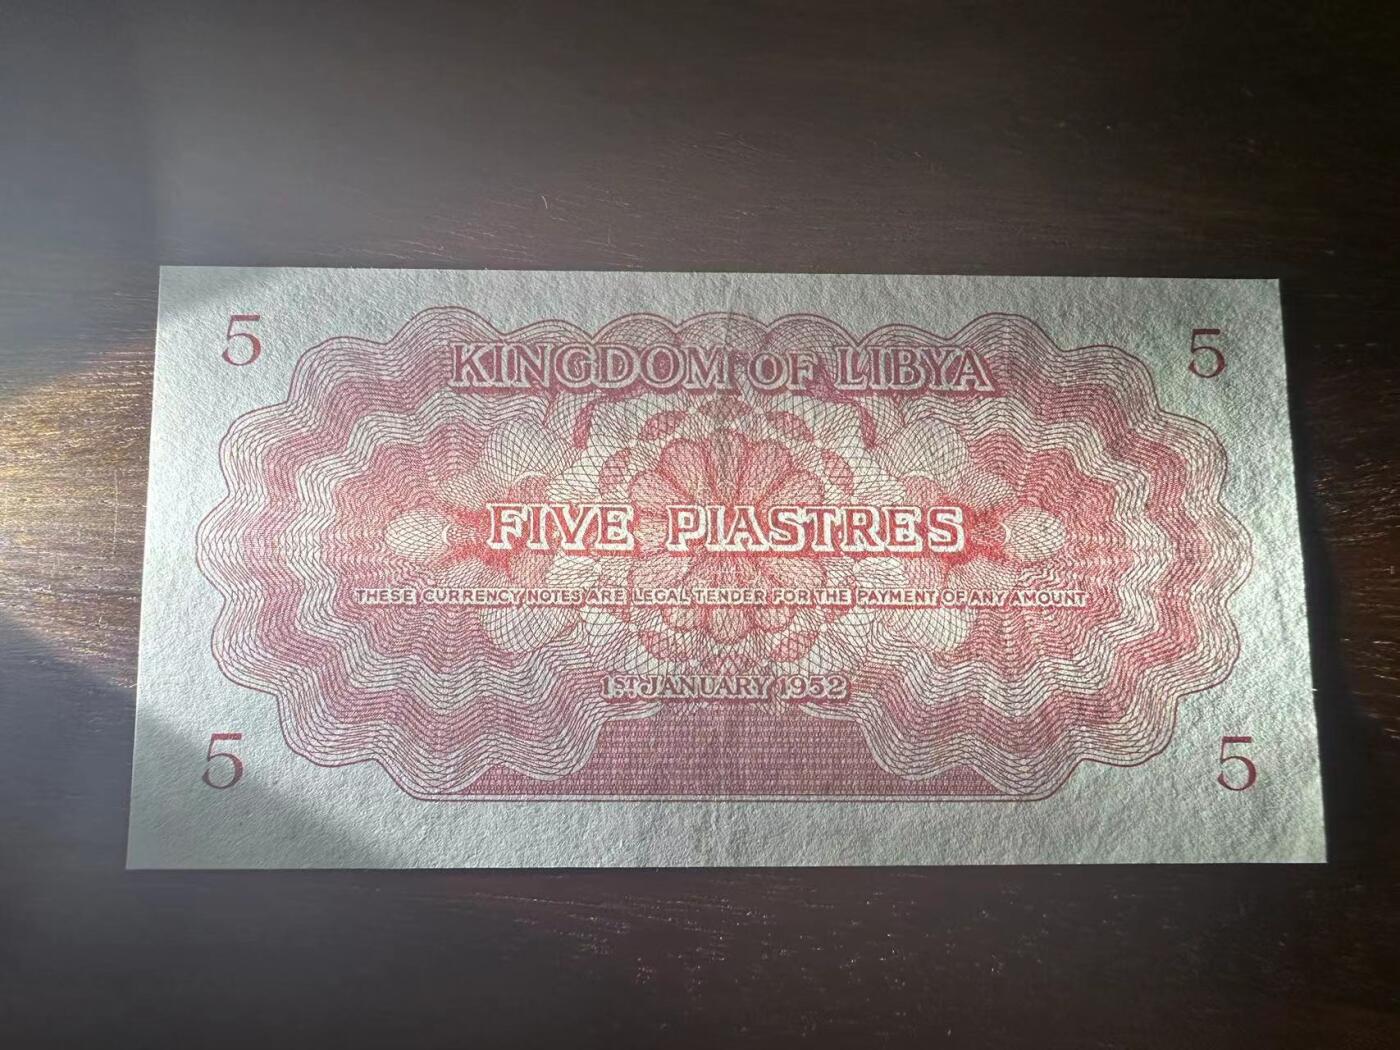 5
5
KINGDOM OF LIBYA
FIVE PIASTRES
THESE CURRENCY NOTES ARE LEGAL TENDER FOR THE PAYMENT OF ANY AMOUNT
1ST JANUARY 1952
5
5